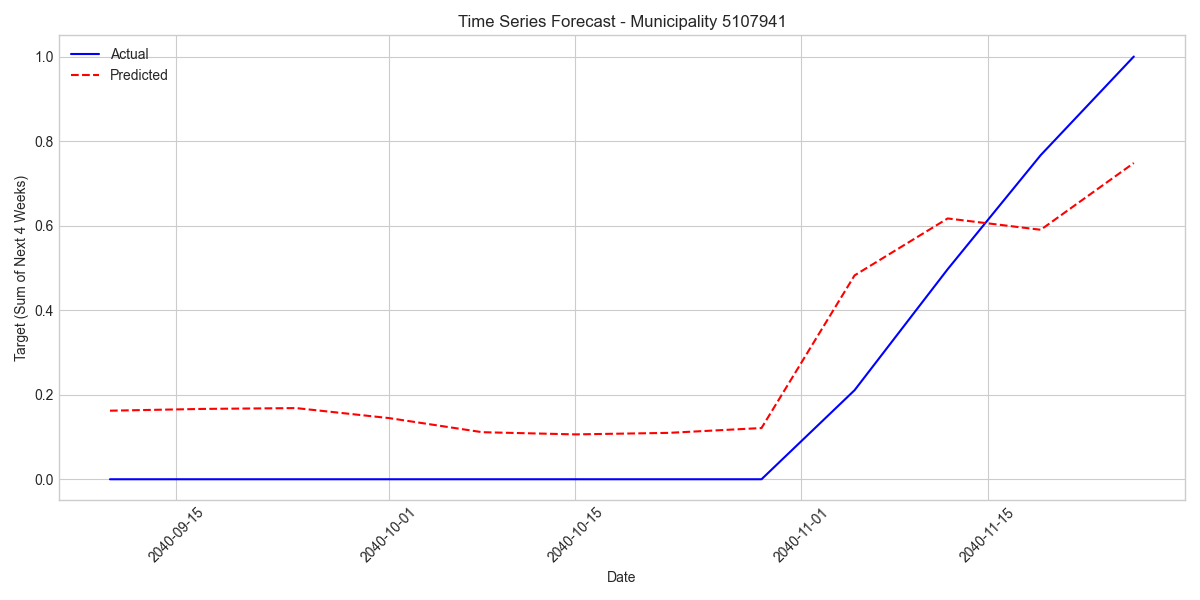 Time Series Forecast - Municipality 5107941
Actual
Predicted
Target (Sum of Next 4 Weeks)
1.0
0.8
0.6
0.4
0.2
0.0
2040-09-15
2040-10-01
2040-10-15
2040-11-01
2040-11-15
Date